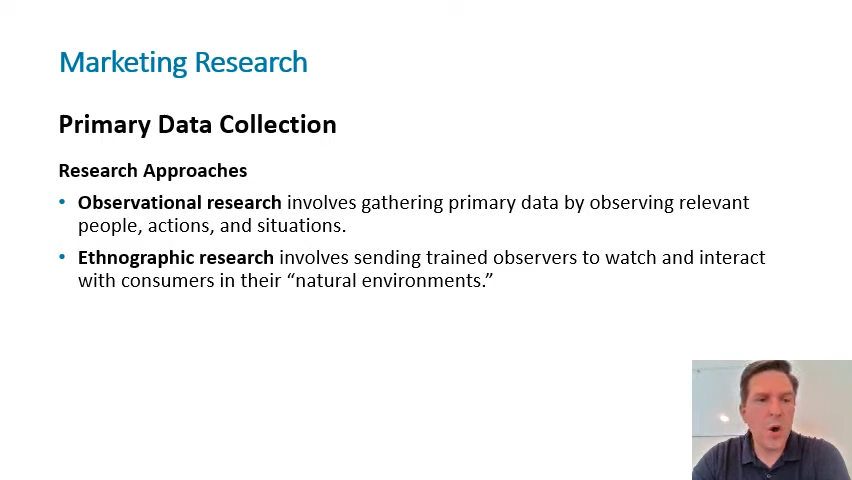 Marketing Research
Primary Data Collection
Research Approaches
• Observational research involves gathering primary data by observing relevant
people, actions, and situations.
• Ethnographic research involves sending trained observers to watch and interact
with consumers in their “natural environments.”